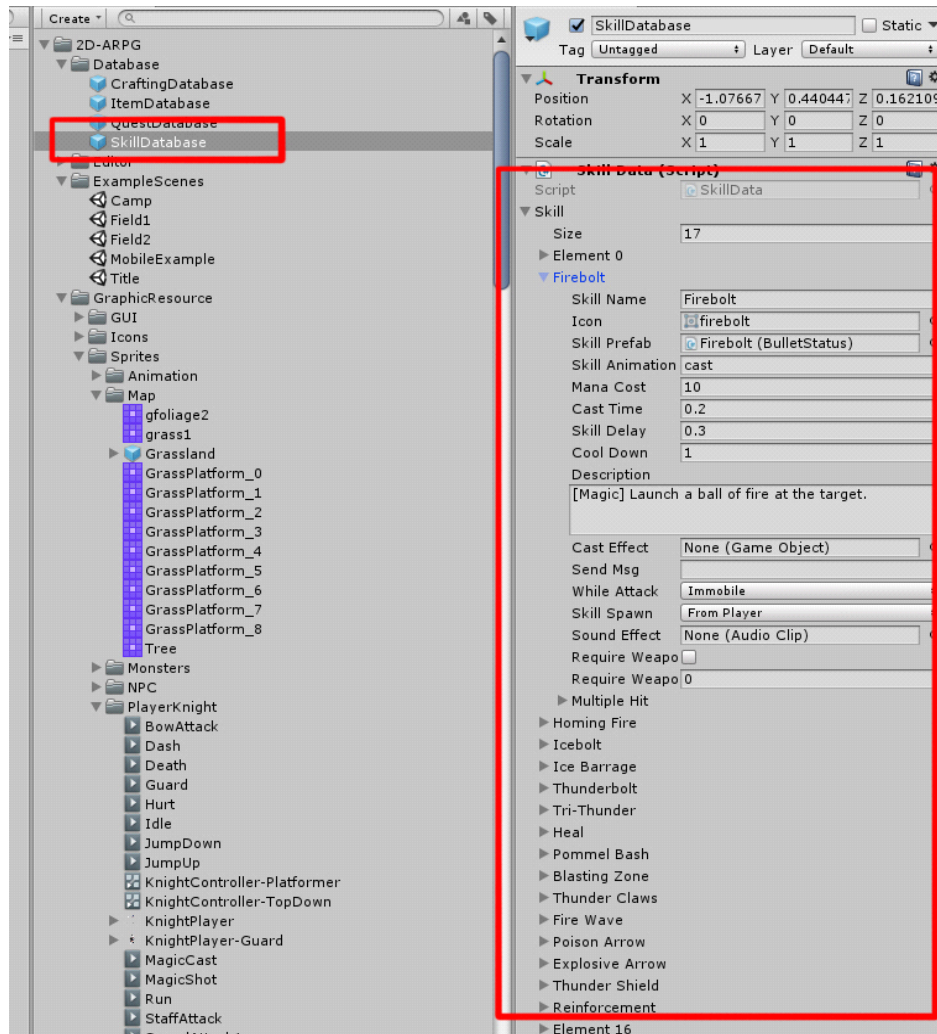 Create
2D-ARPG
Database
CraftingDatabase
ItemDatabase
QuestDatabase
SkillDatabase
Editor
ExampleScenes
Camp
Field1
Field2
MobileExample
Title
GraphicResource
GUI
Icons
Sprites
Animation
Map
gfoliage2
grass1
Grassland
GrassPlatform_0
GrassPlatform_1
GrassPlatform_2
GrassPlatform_3
GrassPlatform_4
GrassPlatform_5
GrassPlatform_6
GrassPlatform_7
GrassPlatform_8
Tree
Monsters
NPC
PlayerKnight
BowAttack
Dash
Death
Guard
Hurt
Idle
JumpDown
JumpUp
KnightController-Platformer
KnightController-TopDown
KnightPlayer
KnightPlayer-Guard
MagicCast
MagicShot
Run
StaffAttack
SkillDatabase Static
Tag Untagged Layer Default
Transform
Position X -1.07667 Y 0.440447 Z 0.162109
Rotation X 0 Y 0 Z 0
Scale X 1 Y 1 Z 1
Skill Data (Script)
Script SkillData
Skill
Size 17
Element 0
Firebolt
Skill Name Firebolt
Icon firebolt
Skill Prefab Firebolt (BulletStatus)
Skill Animation cast
Mana Cost 10
Cast Time 0.2
Skill Delay 0.3
Cool Down 1
Description
[Magic] Launch a ball of fire at the target.
Cast Effect None (Game Object)
Send Msg
While Attack Immobile
Skill Spawn From Player
Sound Effect None (Audio Clip)
Require Weapo
Require Weapo 0
Multiple Hit
Homing Fire
Icebolt
Ice Barrage
Thunderbolt
Tri-Thunder
Heal
Pommel Bash
Blasting Zone
Thunder Claws
Fire Wave
Poison Arrow
Explosive Arrow
Thunder Shield
Reinforcement
Element 16